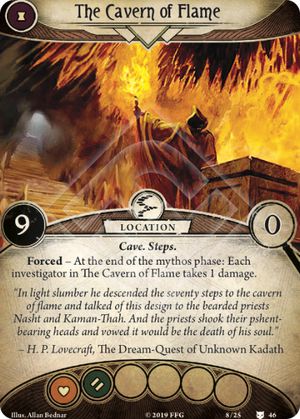 The Cavern of Flame
9
LOCATION
0
Cave. Steps.
Forced – At the end of the mythos phase: Each
investigator in The Cavern of Flame takes 1 damage.
"In light slumber he descended the seventy steps to the cavern
of flame and talked of this design to the bearded priests
Nasht and Kaman-Thah. And the priests shook their pshent-
bearing heads and vowed it would be the death of his soul."
– H. P. Lovecraft, The Dream-Quest of Unknown Kadath
Illus. Allan Bednar
© 2019 FFG
8/25
46